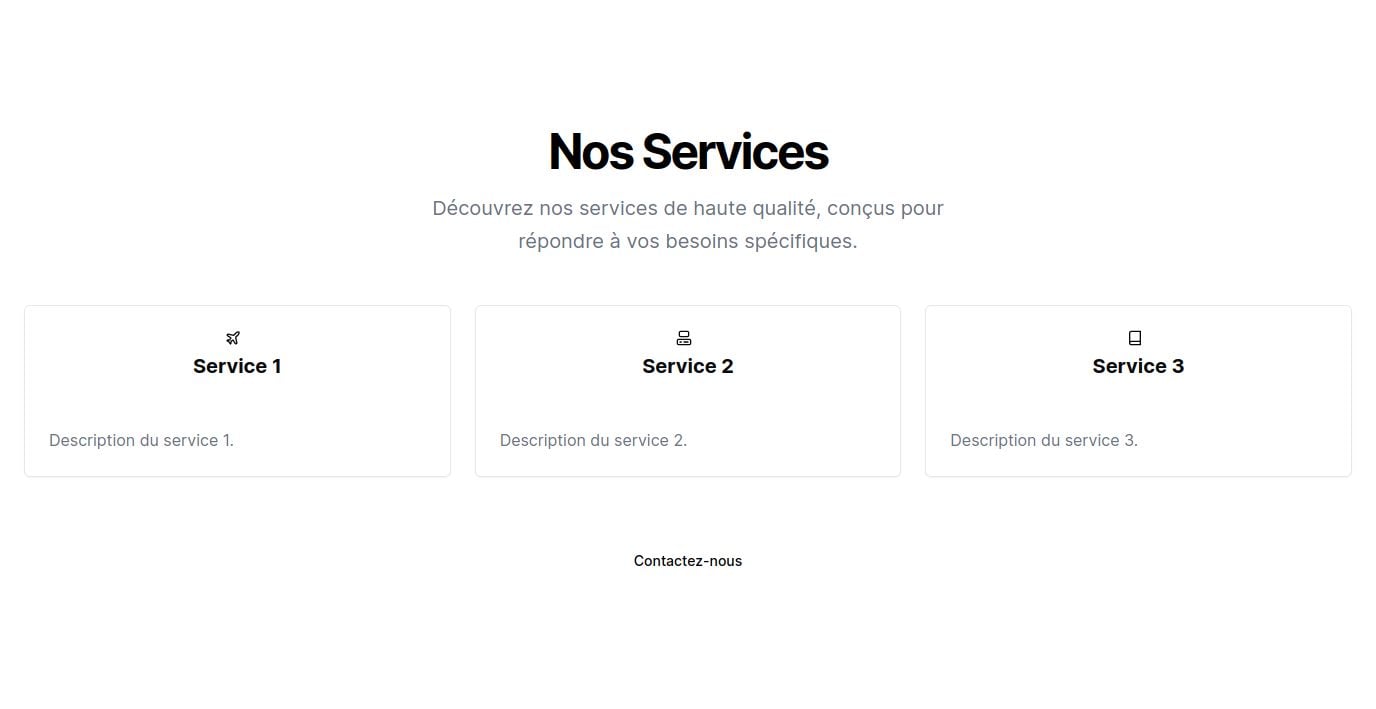 Nos Services
Découvrez nos services de haute qualité, conçus pour
répondre à vos besoins spécifiques.
Service 1
Service 2
Service 3
Description du service 1.
Description du service 2.
Description du service 3.
Contactez-nous